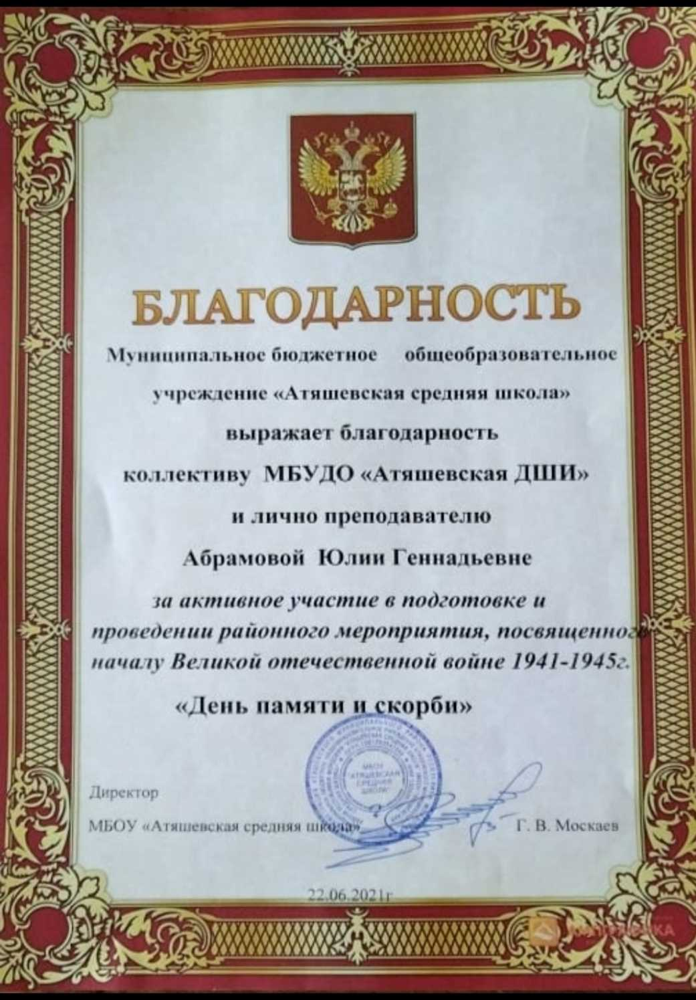 БЛАГОДАРНОСТЬ
Муниципальное бюджетное общеобразовательное
учреждение «Атяшевская средняя школа»
выражает благодарность
коллективу МБУДО «Атяшевская ДШИ»
и лично преподавателю
Абрамовой Юлии Геннадьевне
за активное участие в подготовке и
проведении районного мероприятия, посвященного
началу Великой отечественной войне 1941-1945г.
«День памяти и скорби»
МБОУ
"АТЯШЕВСКАЯ
СРЕДНЯЯ
ШКОЛА"
Директор
МБОУ «Атяшевская средняя школа» Г. В. Москаев
22.06.2021г